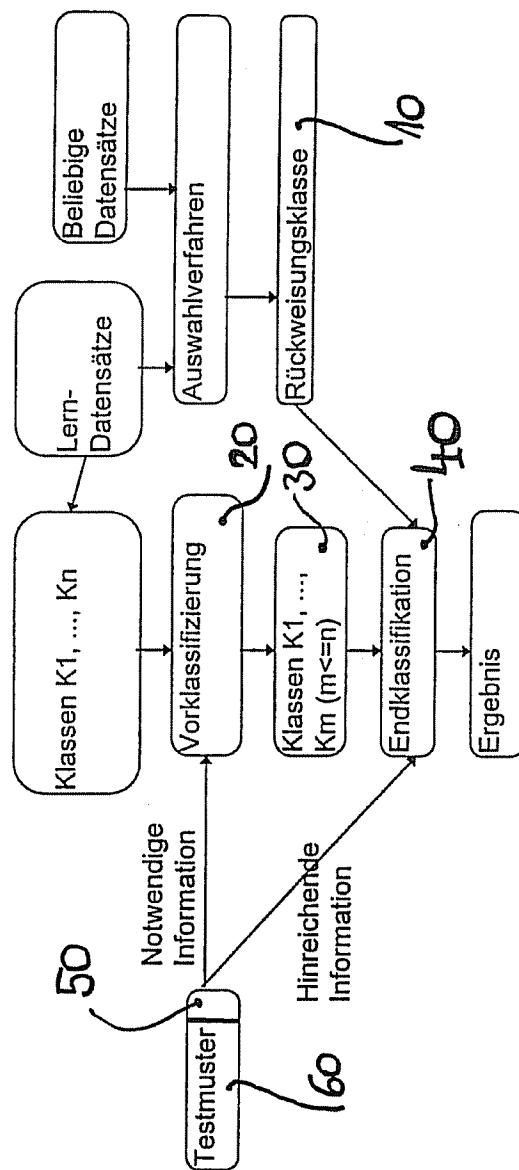 Beliebige
Datensätze
Lern-
Datensätze
Klassen K1, ..., Kn
Auswahlverfahren
Vorklassifizierung
20
Rückweisungsklasse
10
Klassen K1, ...,
Km (m<=n)
30
Endklassifikation
40
Ergebnis
Notwendige
Information
Hinreichende
Information
50
Testmuster
60